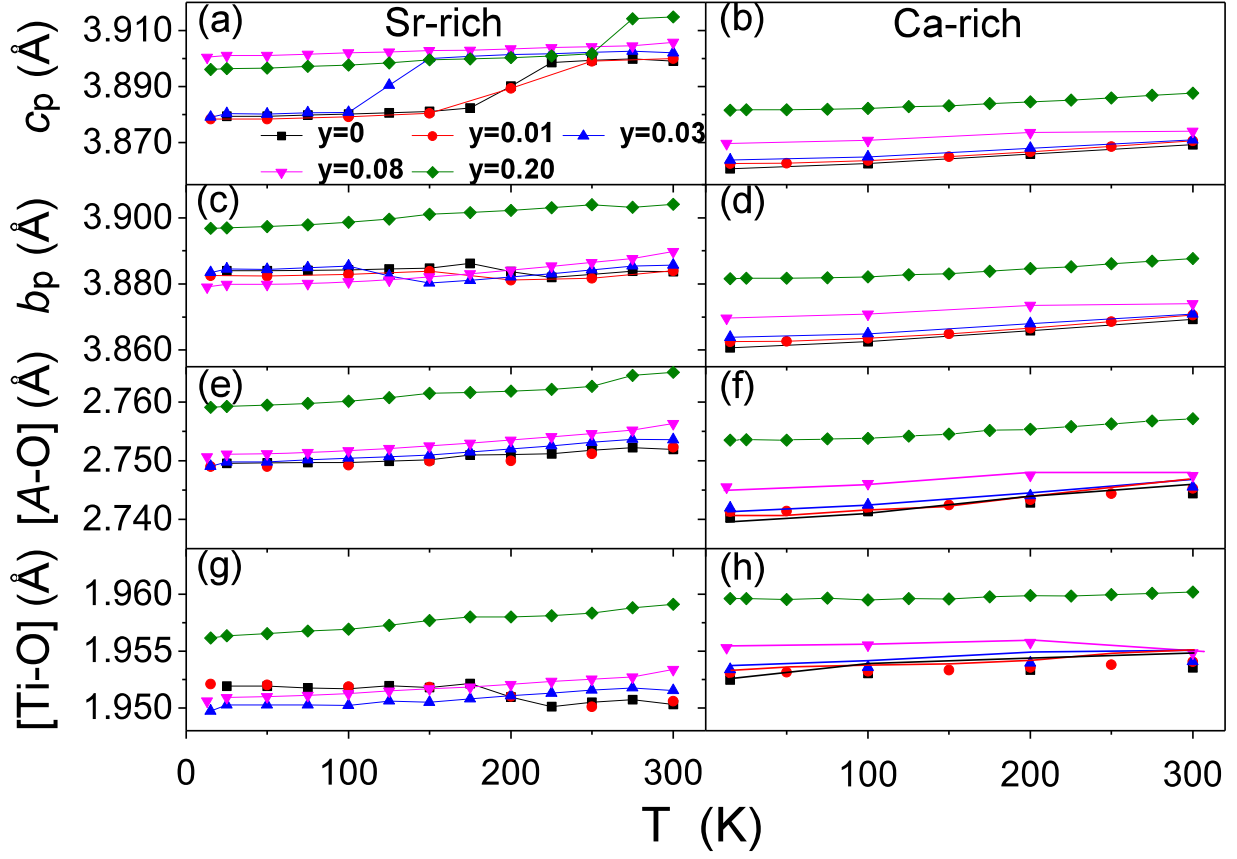 (a) Sr-rich
(b) Ca-rich
cp (Å)
3.910
3.890
3.870
y=0 y=0.01 y=0.03
y=0.08 y=0.20
(c) (d)
bp (Å)
3.900
3.880
3.860
(e) (f)
[A-O] (Å)
2.760
2.750
2.740
(g) (h)
[Ti-O] (Å)
1.960
1.955
1.950
0 100 200 300 100 200 300
T (K)